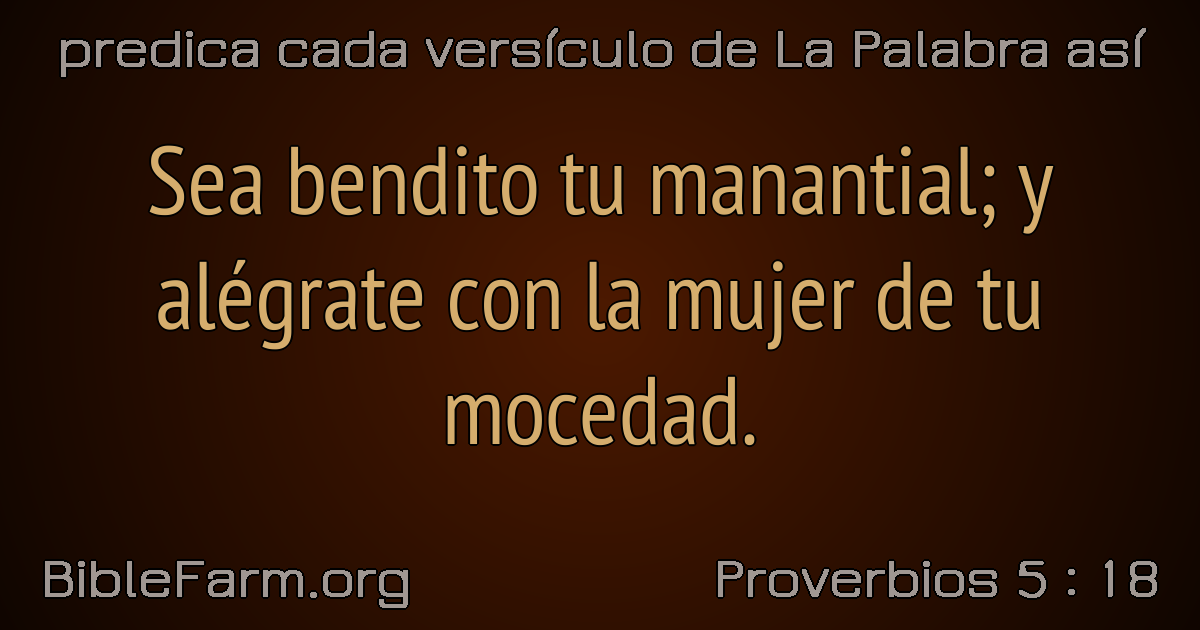 predica cada versículo de La Palabra así
Sea bendito tu manantial; y
alégrate con la mujer de tu
mocedad.
BibleFarm.org
Proverbios 5 : 18